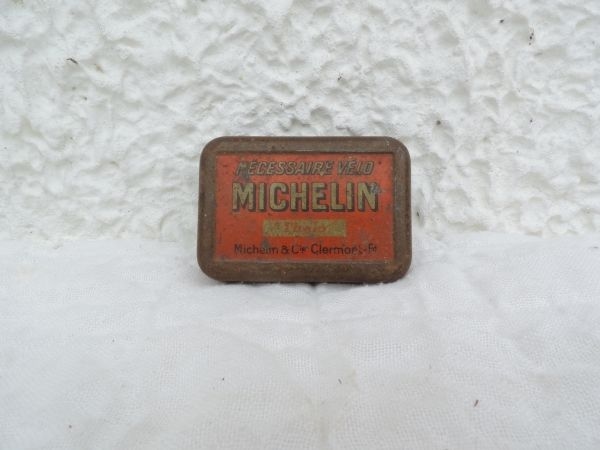 NÉCESSAIRE VÉLO
MICHELIN
Michelin & Cie Clermont-Fd